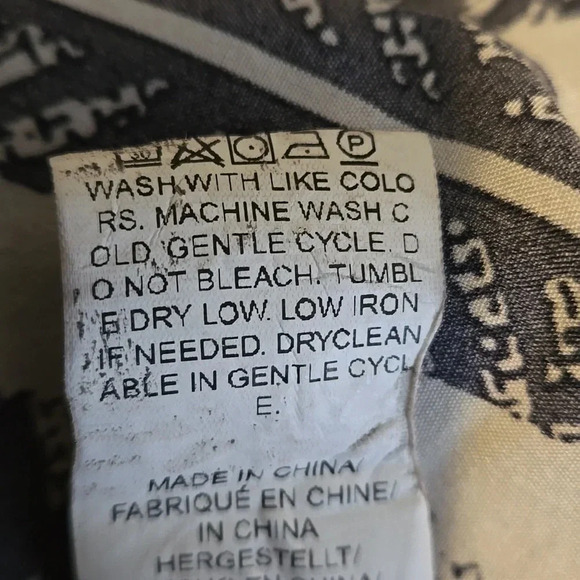 30
P
WASH WITH LIKE COLO
RS. MACHINE WASH C
OLD. GENTLE CYCLE. D
O NOT BLEACH. TUMBL
E DRY LOW. LOW IRON
IF NEEDED. DRYCLEAN
ABLE IN GENTLE CYCL
E.
MADE IN CHINA/
FABRIQUÉ EN CHINE/
IN CHINA
HERGESTELLT/